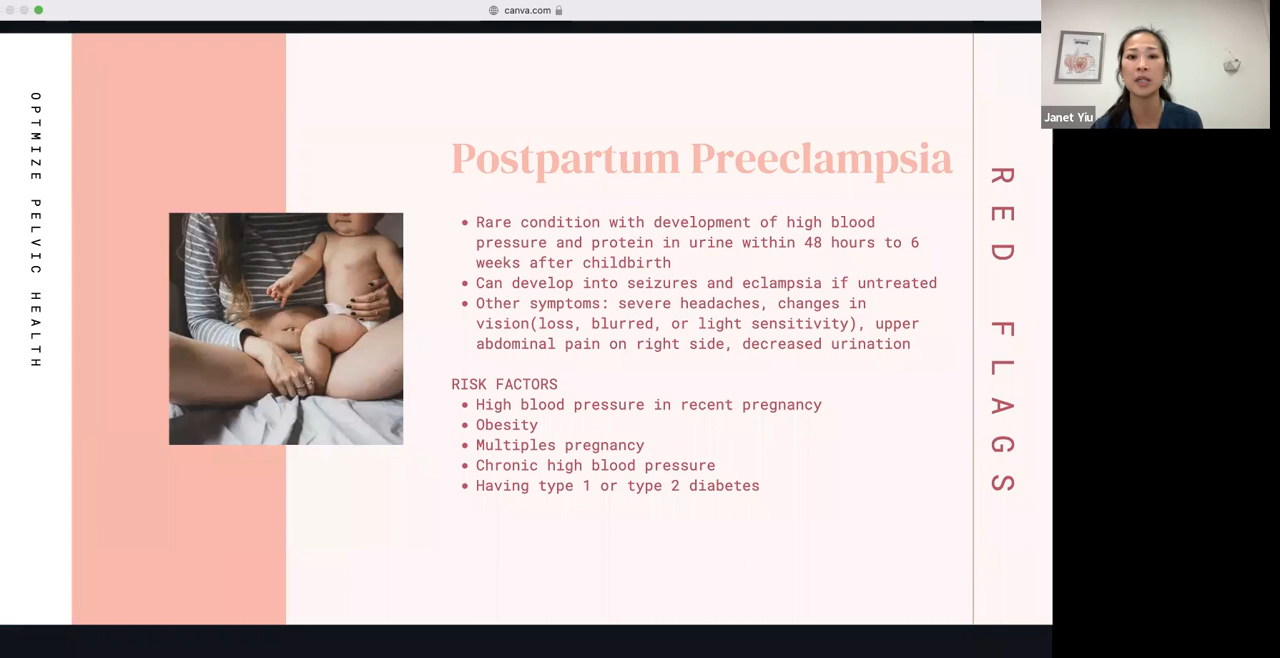 canva.com
OPTMIZE PELVIC HEALTH
Postpartum Preeclampsia
• Rare condition with development of high blood
pressure and protein in urine within 48 hours to 6
weeks after childbirth
• Can develop into seizures and eclampsia if untreated
• Other symptoms: severe headaches, changes in
vision(loss, blurred, or light sensitivity), upper
abdominal pain on right side, decreased urination
RISK FACTORS
• High blood pressure in recent pregnancy
• Obesity
• Multiples pregnancy
• Chronic high blood pressure
• Having type 1 or type 2 diabetes
RED FLAGS
Janet Yiu